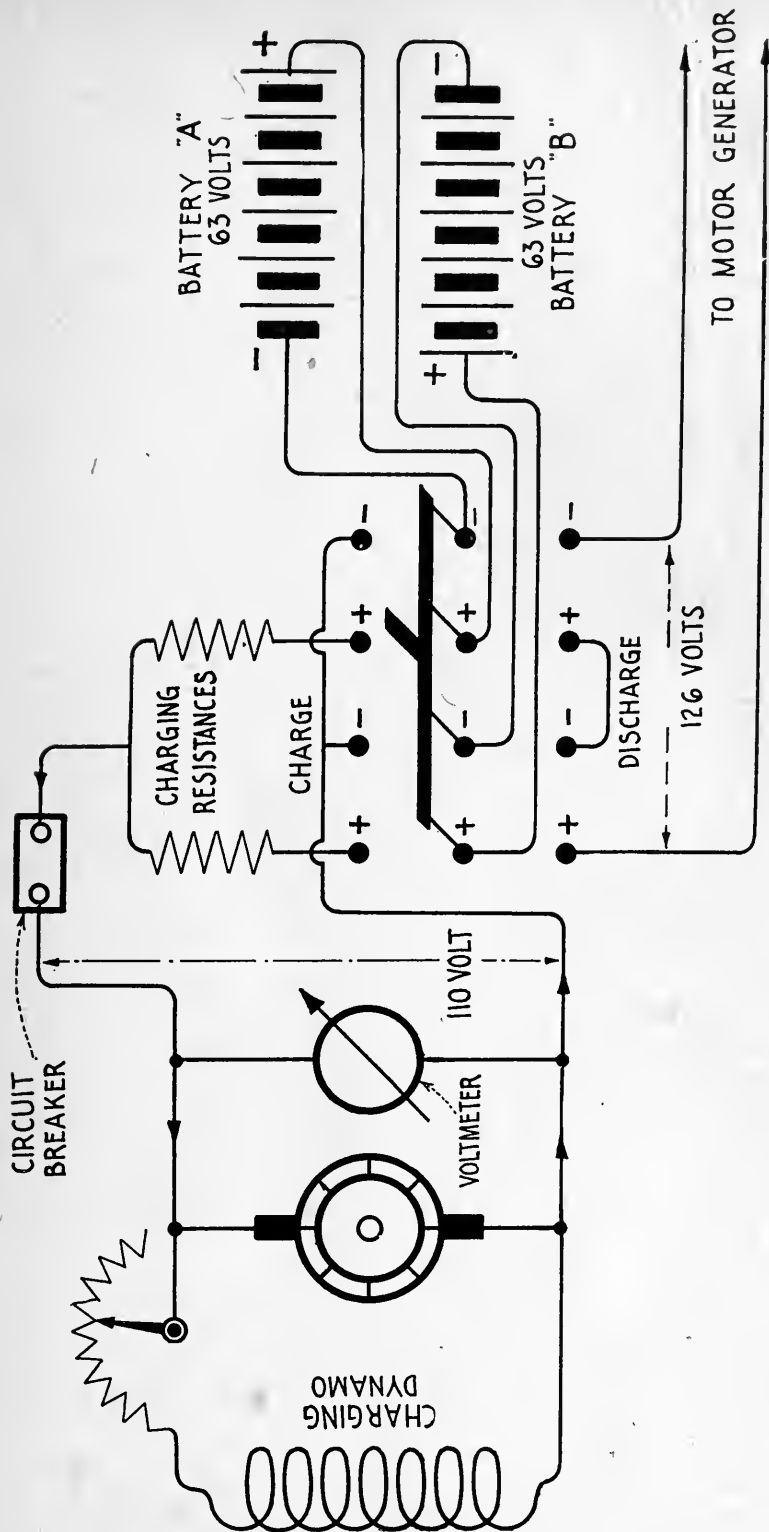 CIRCUIT
BREAKER
CHARGING
RESISTANCES
BATTERY "A"
63 VOLTS
+
-
63 VOLTS
BATTERY "B"
-
+
CHARGING
DYNAMO
VOLTMETER
110 VOLT
CHARGE
+ - + -
+ - + -
+ - + -
DISCHARGE
126 VOLTS
TO MOTOR GENERATOR